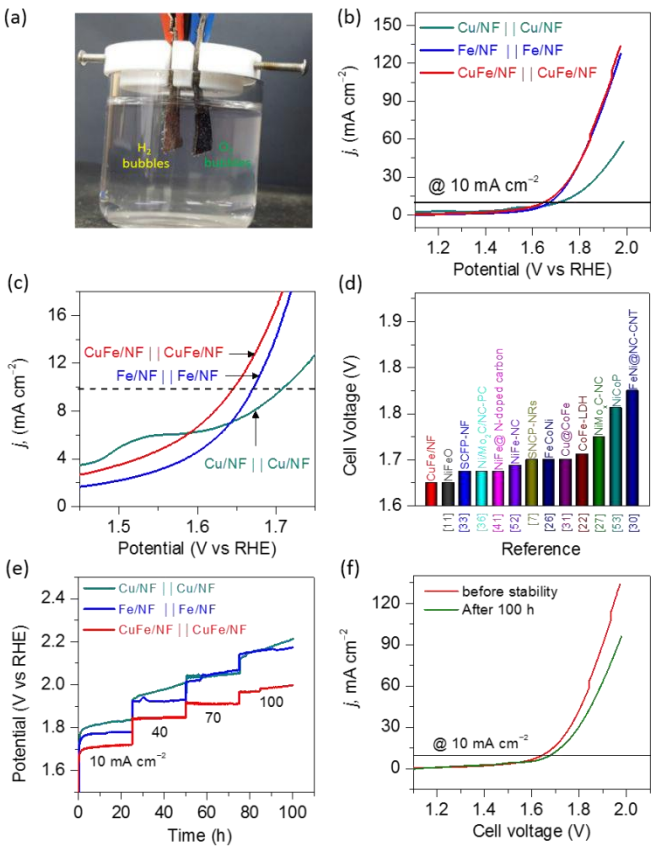 (a)
H2
bubbles
O2
bubbles
(b)
Cu/NF || Cu/NF
Fe/NF || Fe/NF
CuFe/NF || CuFe/NF
@ 10 mA cm−2
j, (mA cm−2)
150
120
90
60
30
0
1.2 1.4 1.6 1.8 2.0
Potential (V vs RHE)
(c)
CuFe/NF || CuFe/NF
Fe/NF || Fe/NF
Cu/NF || Cu/NF
j, (mA cm−2)
16
12
8
4
0
1.5 1.6 1.7
Potential (V vs RHE)
(d)
Cell Voltage (V)
1.9
1.8
1.8
1.6
CuFe/NF
NiFeO
SCFP-NF
Ni/Mo2C/NC-PC
NiFe@ N-doped carbon
NiFe-NC
SNCP-NRs
FeCoNi
Cu@CoFe
CoFe-LDH
NiMoxC-NC
NiCoP
FeNi@NC-CNT
[11]
[33]
[36]
[41]
[52]
[7]
[26]
[31]
[22]
[27]
[53]
[30]
Reference
(e)
Cu/NF || Cu/NF
Fe/NF || Fe/NF
CuFe/NF || CuFe/NF
10 mA cm−2
40
70
100
Potential (V vs RHE)
2.4
2.2
2.0
1.8
1.6
0 20 40 60 80 100
Time (h)
(f)
before stability
After 100 h
@ 10 mA cm−2
j, mA cm−2
120
90
60
30
0
1.2 1.4 1.6 1.8 2.0
Cell voltage (V)